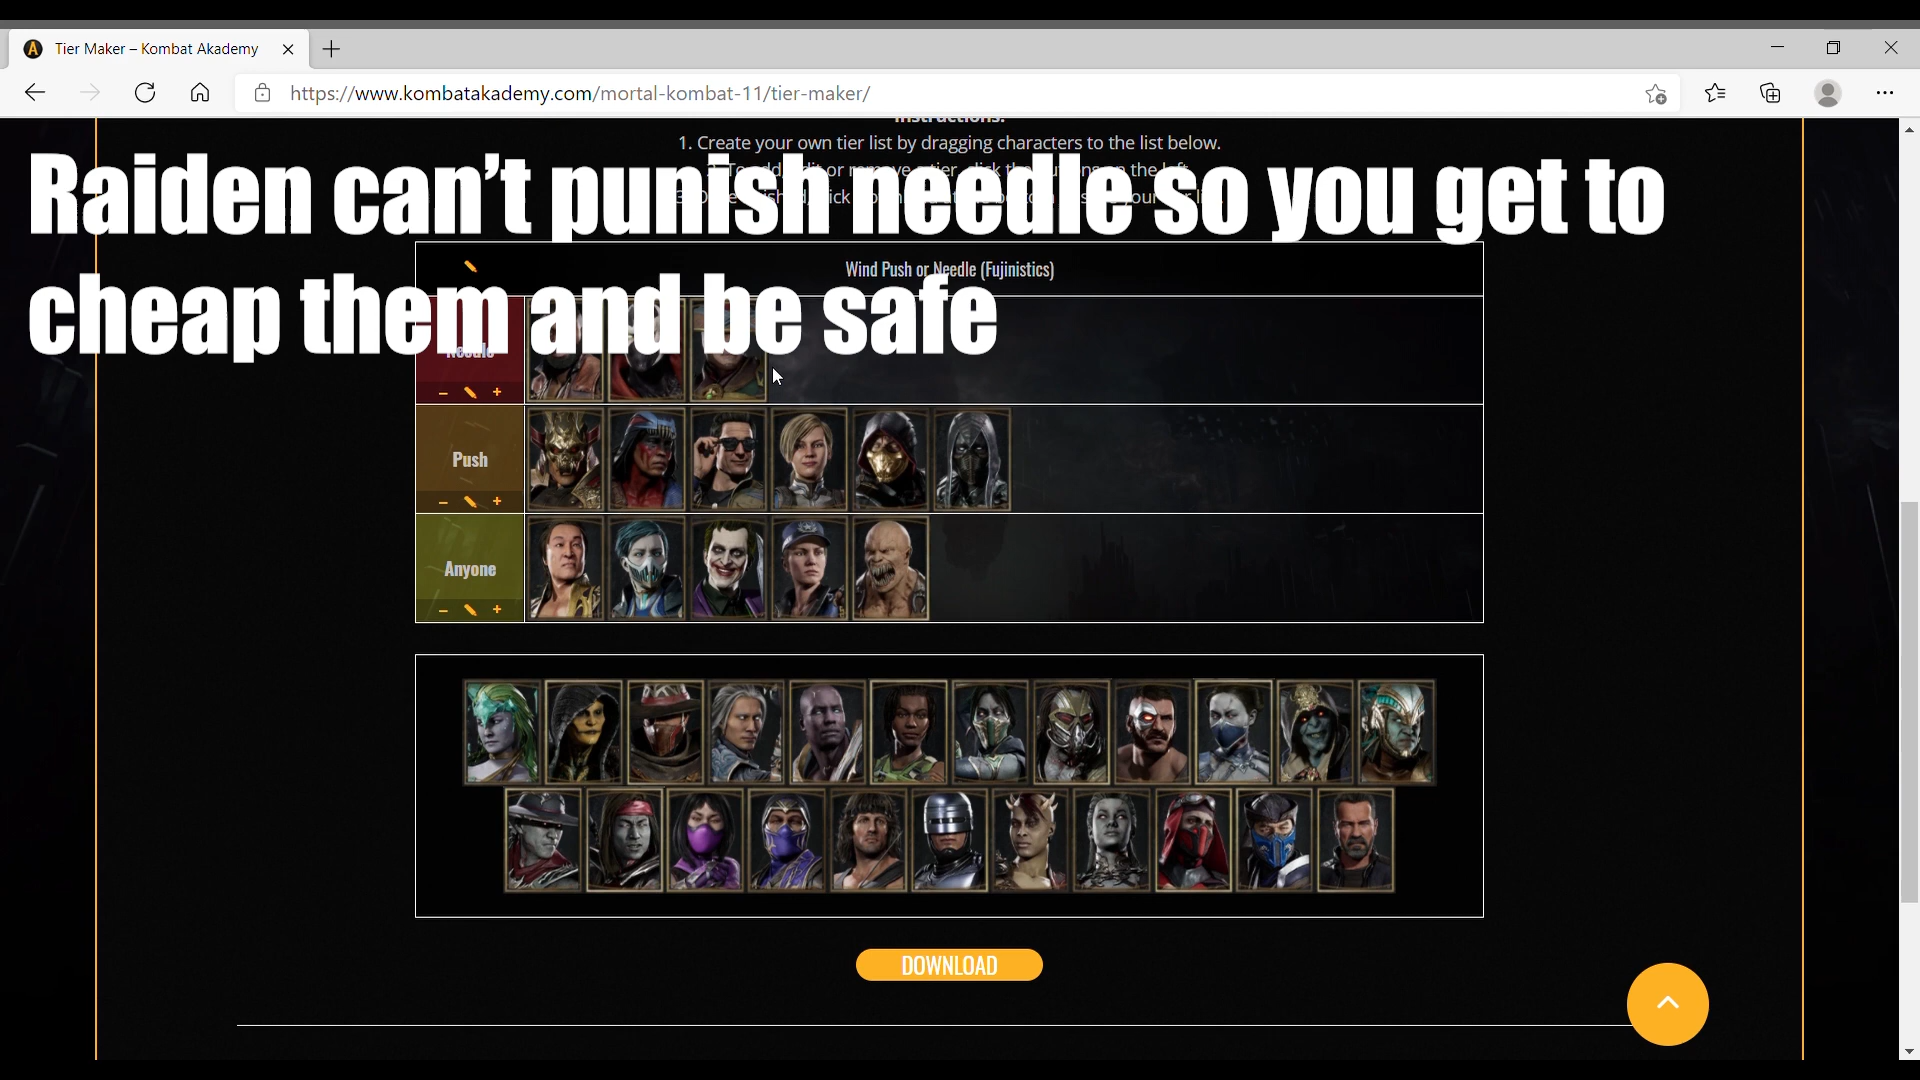 Tier Maker – Kombat Akademy
https://www.kombatakademy.com/mortal-kombat-11/tier-maker/
Instructions:
1. Create your own tier list by dragging characters to the list below.
Raiden can’t punish needle so you get to
Wind Push or Needle (Fujinistics)
cheap them and be safe
Needle
Push
Anyone
DOWNLOAD